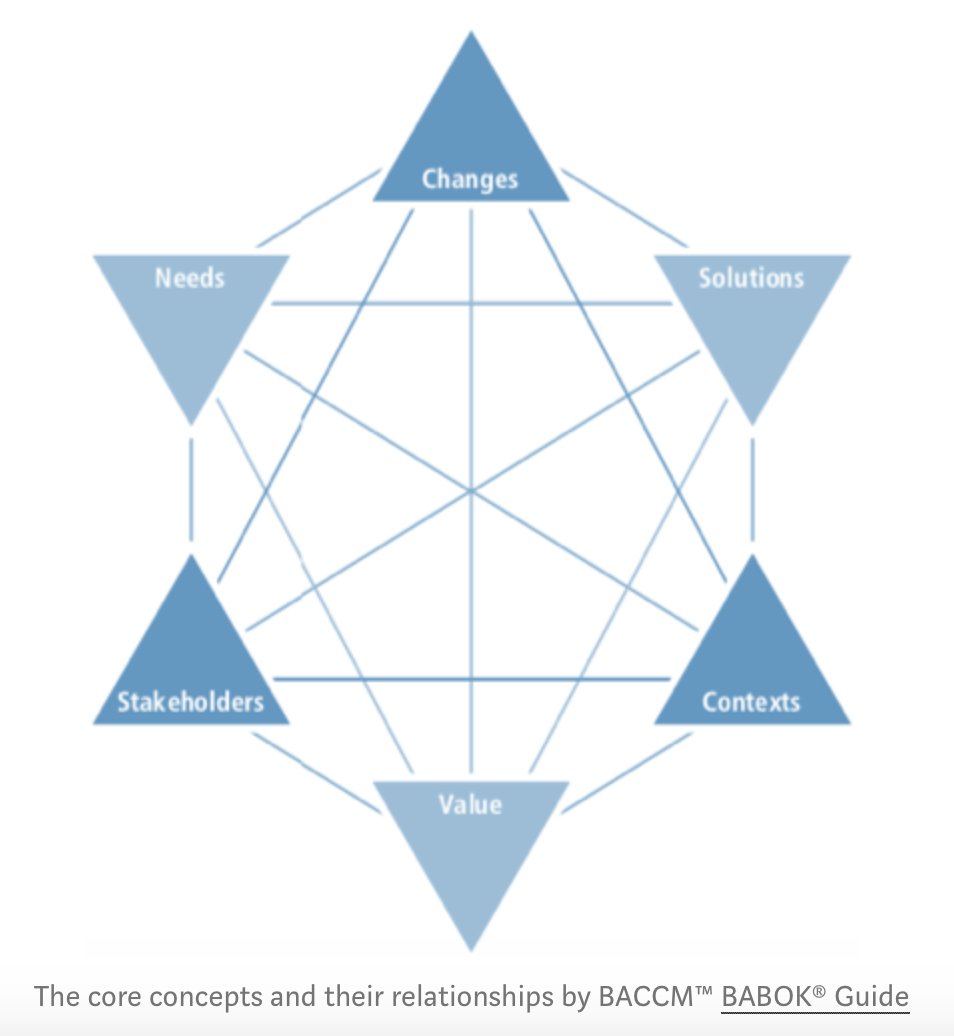 Changes
Needs
Solutions
Stakeholders
Contexts
Value
The core concepts and their relationships by BACCM™ BABOK® Guide